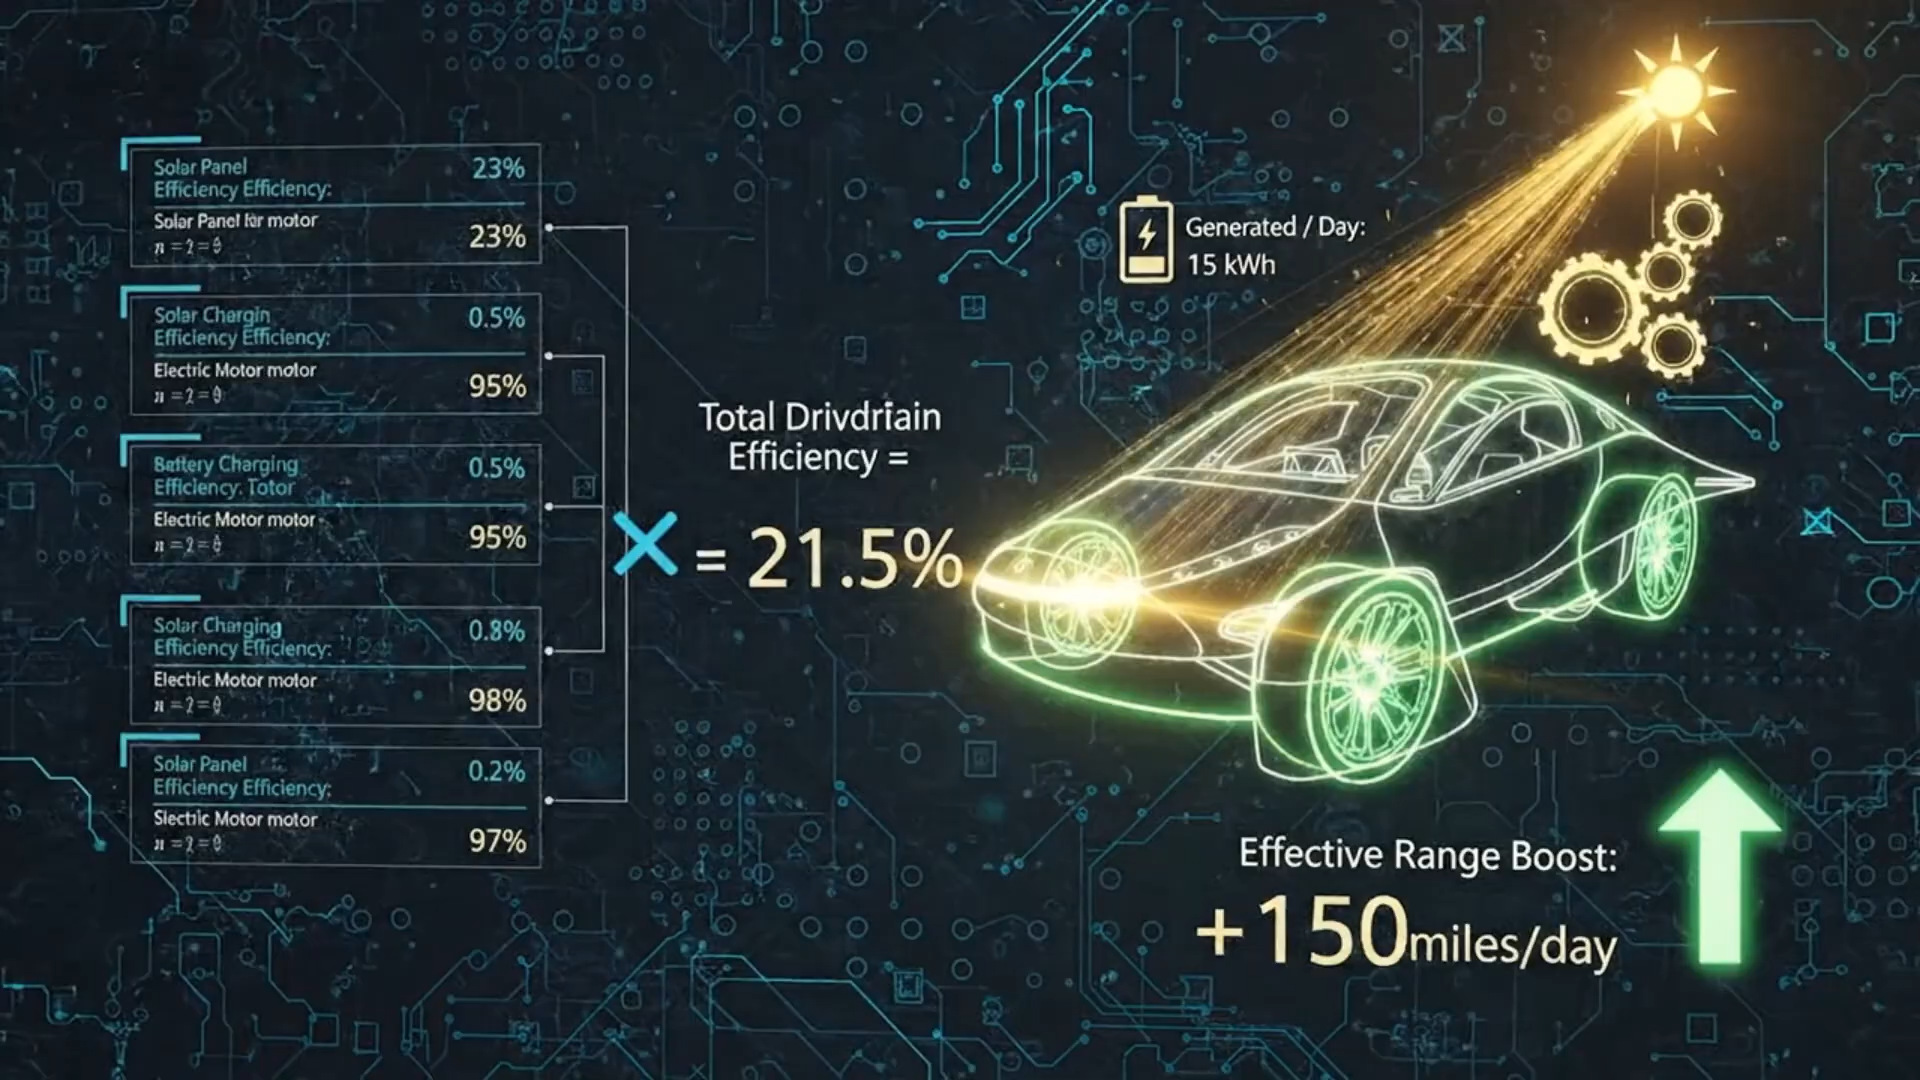 Solar Panel 23%
Efficiency Efficiency:
Solar Panel for motor
23%
Solar Chergin 0.5%
Efficiency Efficiency:
Electric Motor motor
95%
Battery Charging 0.5%
Efficiency. Totor
Electric Motor motor
95%
Solar Charging 0.8%
Efficiency Efficiency:
Electric Motor motor
98%
Solar Panel 0.2%
Efficiency Efficiency:
Slectric Motor motor
97%
Total Drivdriain
Efficiency =
= 21.5%
Generated / Day:
15 kWh
Effective Range Boost:
+150miles/day